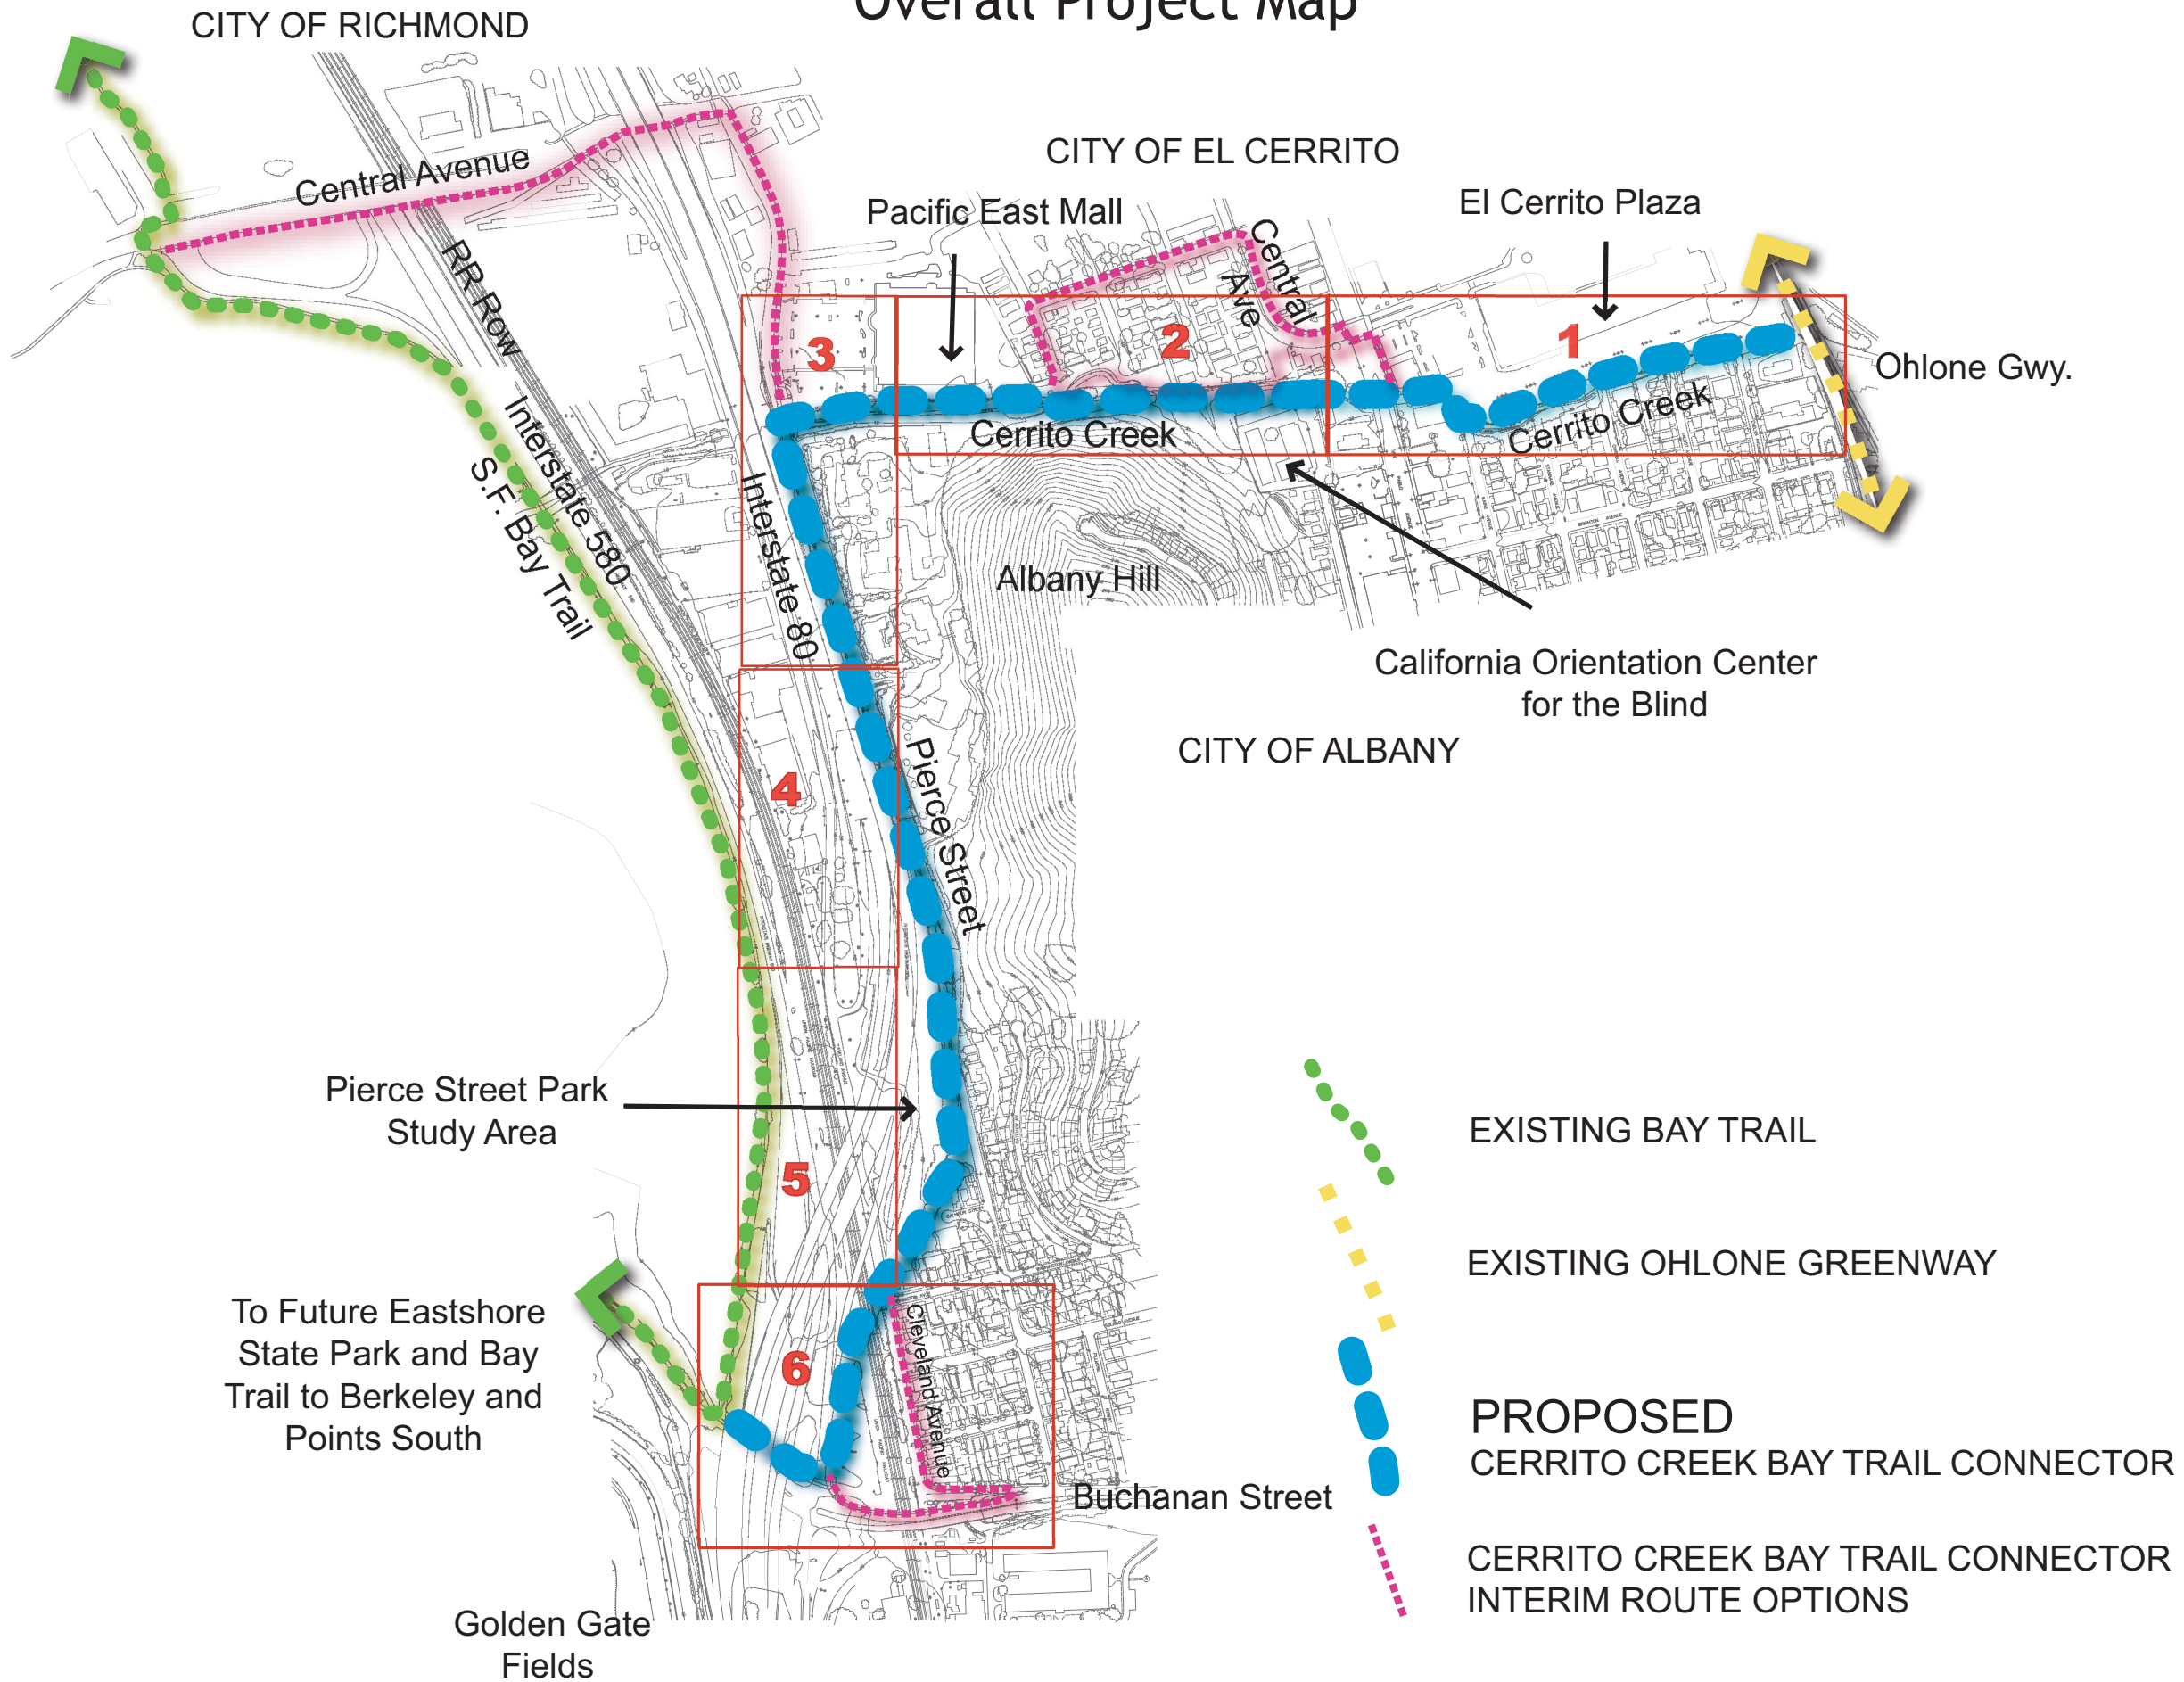 Overall Project Map
CITY OF RICHMOND
CITY OF EL CERRITO
Central Avenue
Pacific East Mall
El Cerrito Plaza
Central
Ave
RR Row
3
2
1
Ohlone Gwy.
Cerrito Creek
Cerrito Creek
Interstate 580
S.F. Bay Trail
Interstate 80
BRIGHTON AVENUE
Albany Hill
California Orientation Center
for the Blind
CITY OF ALBANY
4
Pierce Street
Pierce Street Park
Study Area
5
EXISTING BAY TRAIL
EXISTING OHLONE GREENWAY
To Future Eastshore
State Park and Bay
Trail to Berkeley and
Points South
6
Cleveland Avenue
PROPOSED
CERRITO CREEK BAY TRAIL CONNECTOR
Buchanan Street
CERRITO CREEK BAY TRAIL CONNECTOR
INTERIM ROUTE OPTIONS
Golden Gate
Fields